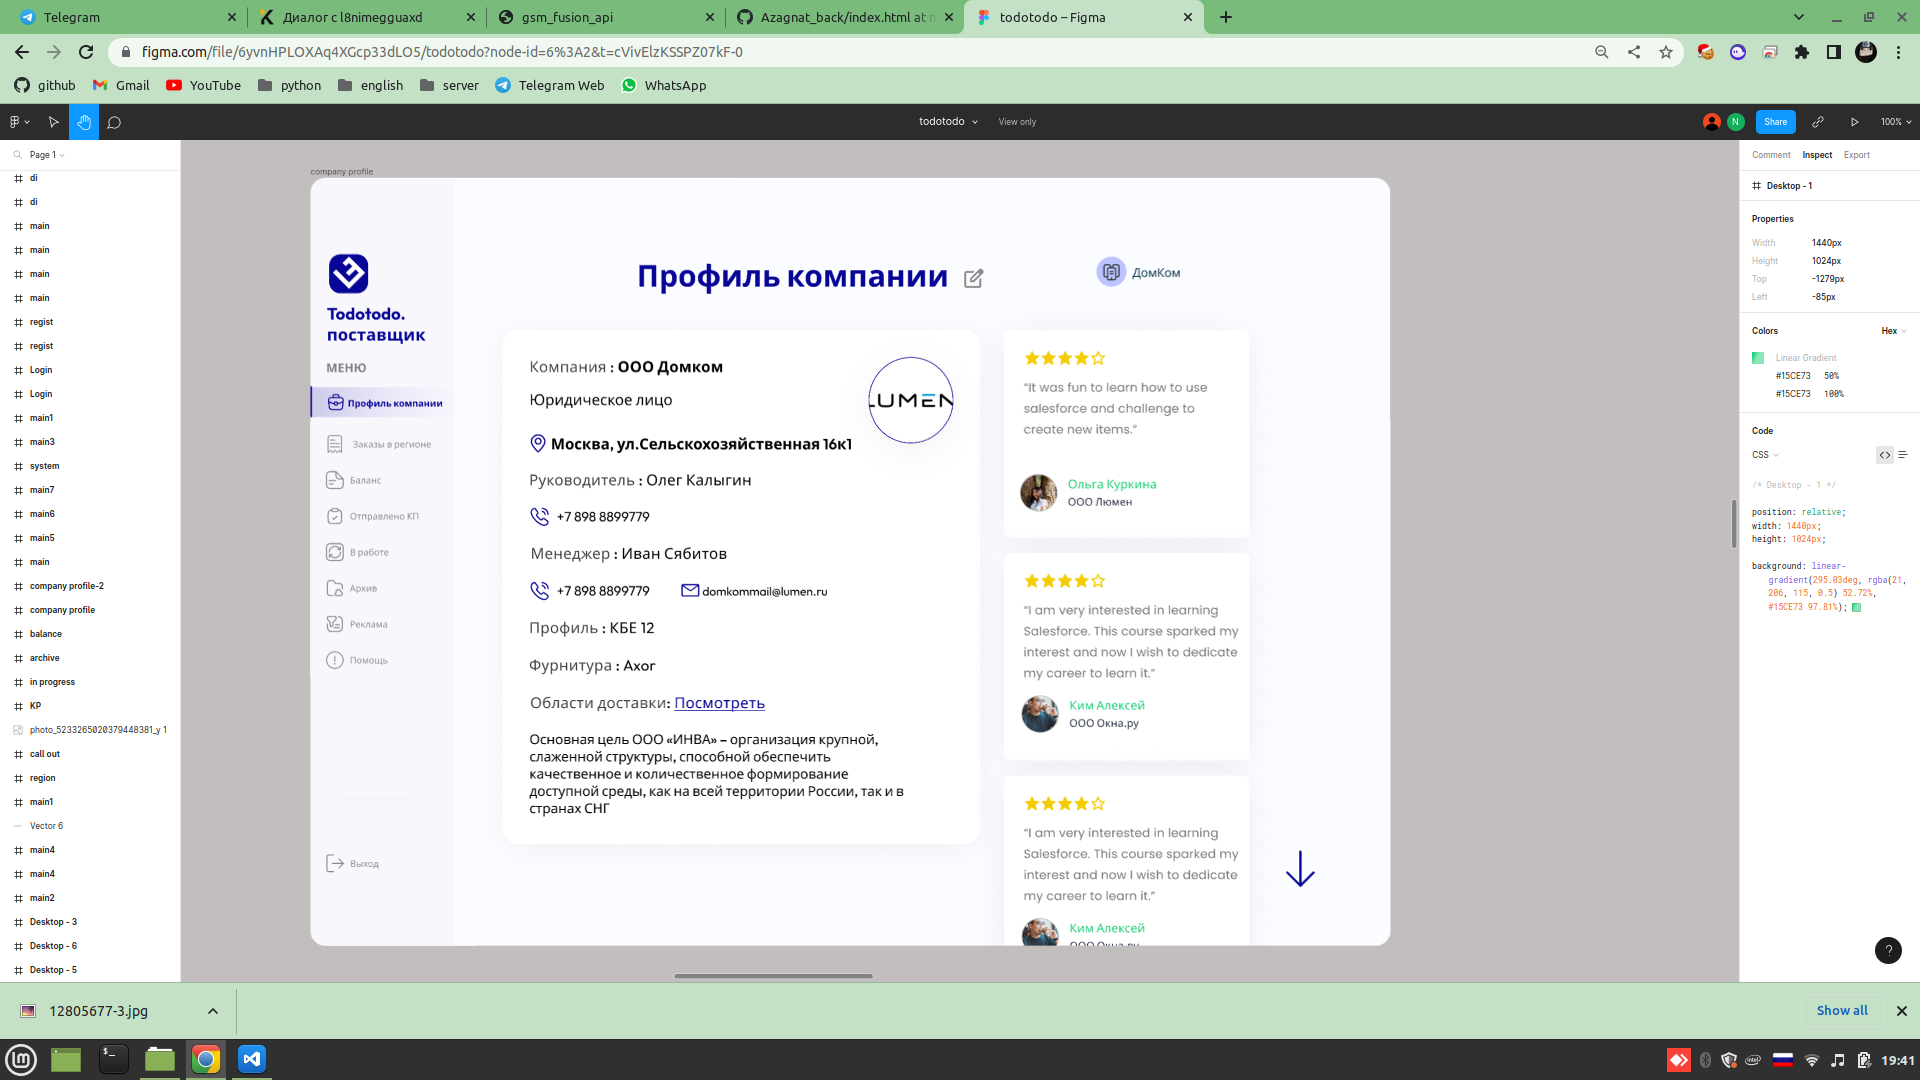 Telegram
Диалог с l8nimegguaxd
gsm_fusion_api
Azagnat_back/index.html at m
todotodo – Figma
figma.com/file/6yvnHPLOXAq4XGcp33dLO5/todotodo?node-id=6%3A2&t=cVivElzKSSPZ07kF-0
github
Gmail
YouTube
python
english
server
Telegram Web
WhatsApp
todotodo
View only
N
Share
100%
Page 1
di
di
main
main
main
main
regist
regist
Login
Login
main1
main3
system
main7
main6
main5
main
company profile-2
company profile
balance
archive
in progress
KP
photo_5233265020379448381_y 1
call out
region
main1
Vector 6
main4
main4
main2
Desktop - 3
Desktop - 6
Desktop - 5
company profile
Todotodo.
поставщик
МЕНЮ
Профиль компании
Заказы в регионе
Баланс
Отправлено КП
В работе
Архив
Реклама
Помощь
Выход
Профиль компании
ДомКом
Компания : ООО Домком
Юридическое лицо
LUMEN
Москва, ул.Сельскохозяйственная 16к1
Руководитель : Олег Калыгин
+7 898 8899779
Менеджер : Иван Сябитов
+7 898 8899779
domkommail@lumen.ru
Профиль : КБЕ 12
Фурнитура : Axor
Области доставки: Посмотреть
Основная цель ООО «ИНВА» – организация крупной,
слаженной структуры, способной обеспечить
качественное и количественное формирование
доступной среды, как на всей территории России, так и в
странах СНГ
“It was fun to learn how to use
salesforce and challenge to
create new items.”
Ольга Куркина
ООО Люмен
“I am very interested in learning
Salesforce. This course sparked my
interest and now I wish to dedicate
my career to learn it.”
Ким Алексей
ООО Окна.ру
“I am very interested in learning
Salesforce. This course sparked my
interest and now I wish to dedicate
my career to learn it.”
Ким Алексей
ООО Окна.ру
Comment
Inspect
Export
Desktop - 1
Properties
Width 1440px
Height 1024px
Top -1279px
Left -85px
Colors
Hex
Linear Gradient
#15CE73 50%
#15CE73 100%
Code
CSS
/* Desktop - 1 */
position: relative;
width: 1440px;
height: 1024px;
background: linear-
gradient(295.03deg, rgba(21,
206, 115, 0.5) 52.72%,
#15CE73 97.81%);
?
12805677-3.jpg
Show all
19:41